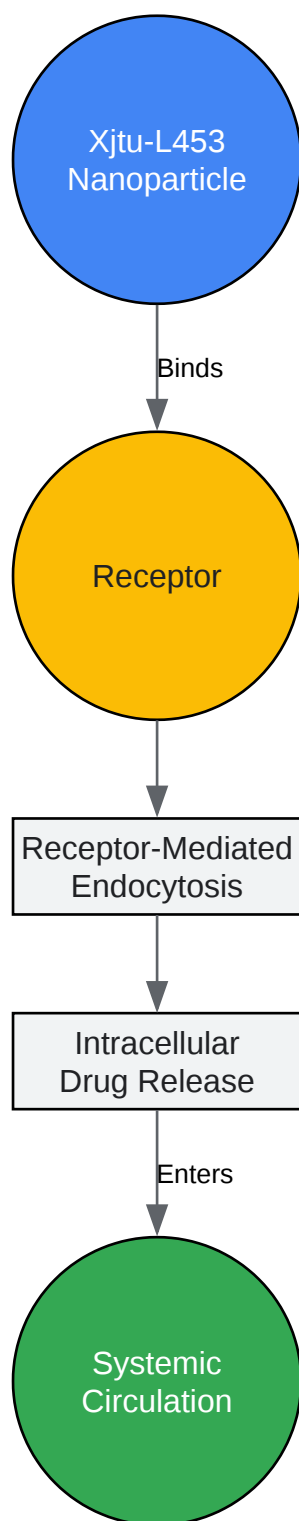 Xjtu-L453
Nanoparticle
Binds
Receptor
Receptor-Mediated
Endocytosis
Intracellular
Drug Release
Enters
Systemic
Circulation